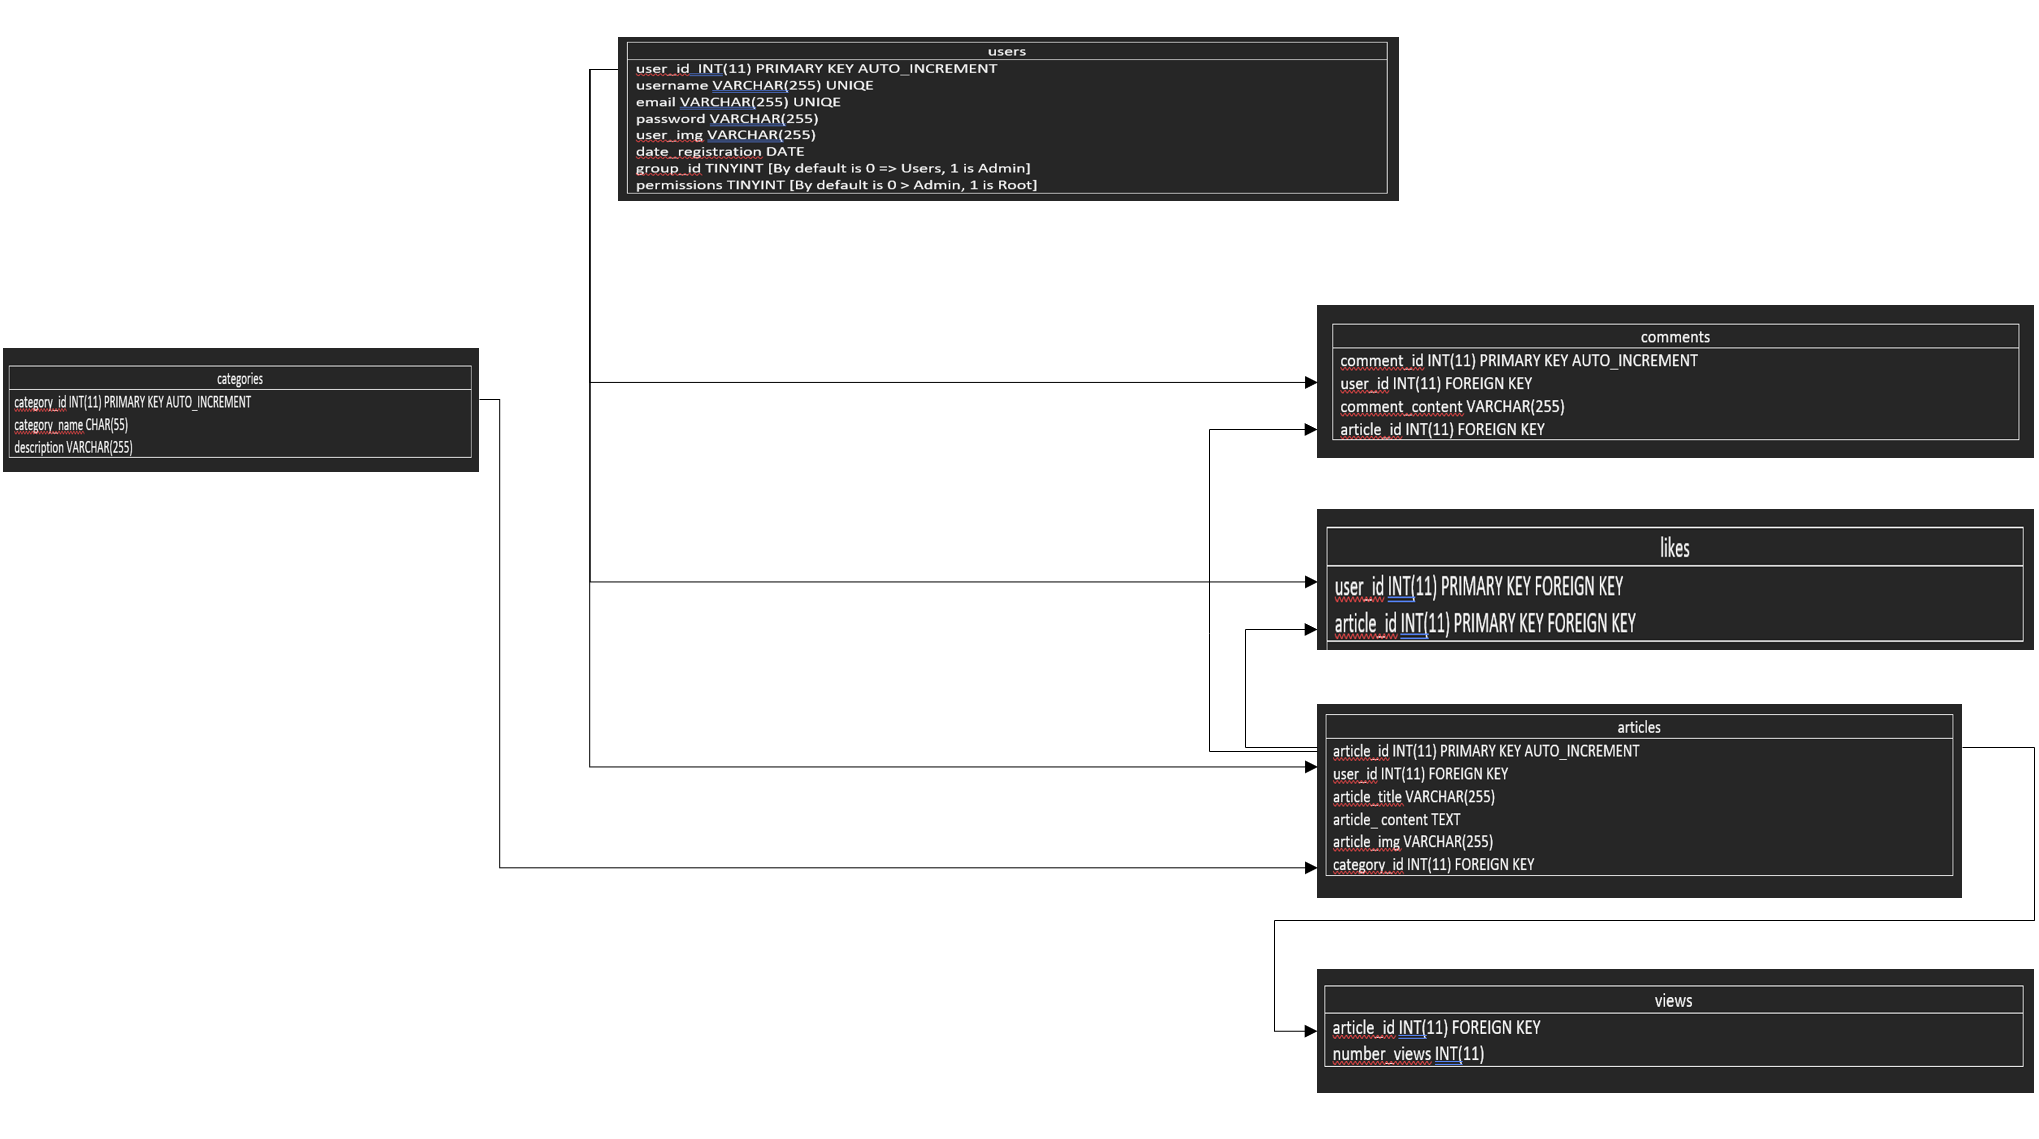 users
user_id INT(11) PRIMARY KEY AUTO_INCREMENT
username VARCHAR(255) UNIQE
email VARCHAR(255) UNIQE
password VARCHAR(255)
user_img VARCHAR(255)
date_registration DATE
group_id TINYINT [By default is 0 => Users, 1 is Admin]
permissions TINYINT [By default is 0 > Admin, 1 is Root]
categories
category_id INT(11) PRIMARY KEY AUTO_INCREMENT
category_name CHAR(55)
description VARCHAR(255)
comments
comment_id INT(11) PRIMARY KEY AUTO_INCREMENT
user_id INT(11) FOREIGN KEY
comment_content VARCHAR(255)
article_id INT(11) FOREIGN KEY
likes
user_id INT(11) PRIMARY KEY FOREIGN KEY
article_id INT(11) PRIMARY KEY FOREIGN KEY
articles
article_id INT(11) PRIMARY KEY AUTO_INCREMENT
user_id INT(11) FOREIGN KEY
article_title VARCHAR(255)
article_ content TEXT
article_img VARCHAR(255)
category_id INT(11) FOREIGN KEY
views
article_id INT(11) FOREIGN KEY
number_views INT(11)